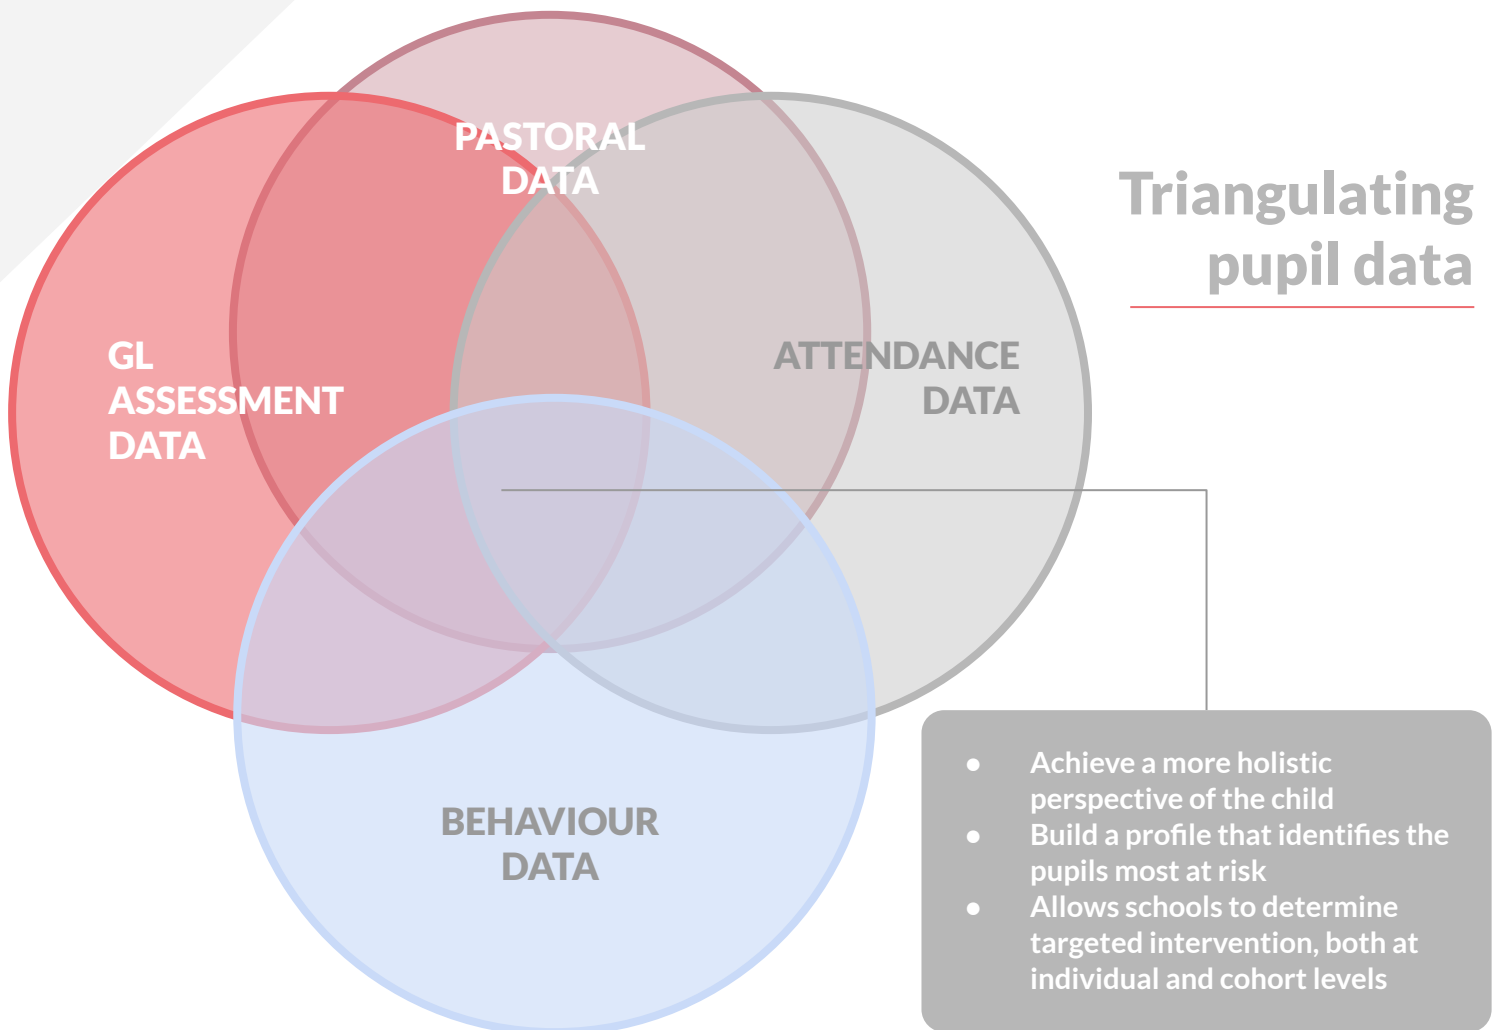 PASTORAL
DATA
Triangulating
pupil data
GL
ASSESSMENT
DATA
ATTENDANCE
DATA
BEHAVIOUR
DATA
● Achieve a more holistic
perspective of the child
● Build a profile that identifies the
pupils most at risk
● Allows schools to determine
targeted intervention, both at
individual and cohort levels